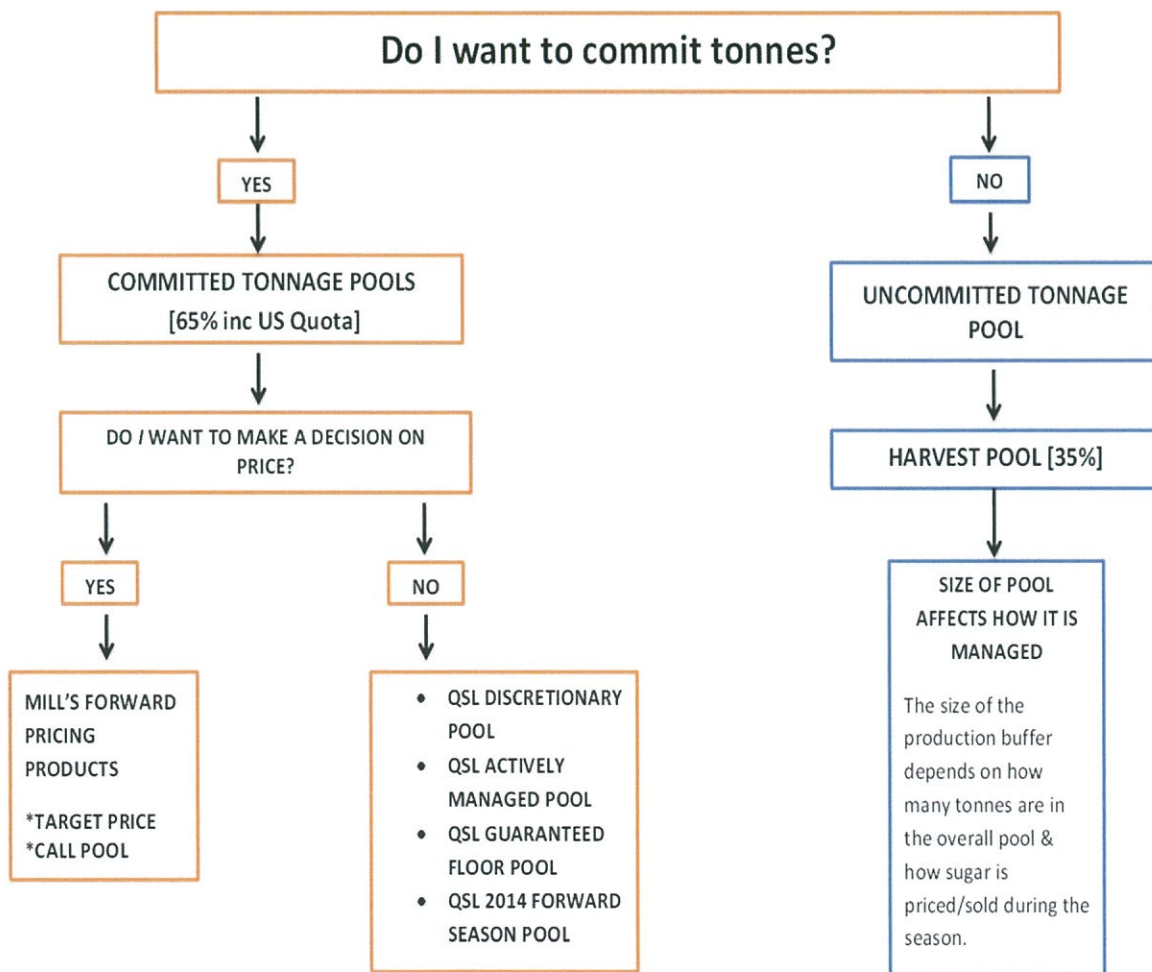 Do I want to commit tonnes?
YES
NO
COMMITTED TONNAGE POOLS
[65% inc US Quota]
UNCOMMITTED TONNAGE
POOL
DO I WANT TO MAKE A DECISION ON
PRICE?
HARVEST POOL [35%]
YES
NO
MILL'S FORWARD
PRICING
PRODUCTS
*TARGET PRICE
*CALL POOL
• QSL DISCRETIONARY
POOL
• QSL ACTIVELY
MANAGED POOL
• QSL GUARANTEED
FLOOR POOL
• QSL 2014 FORWARD
SEASON POOL
SIZE OF POOL
AFFECTS HOW IT IS
MANAGED
The size of the
production buffer
depends on how
many tonnes are in
the overall pool &
how sugar is
priced/sold during the
season.